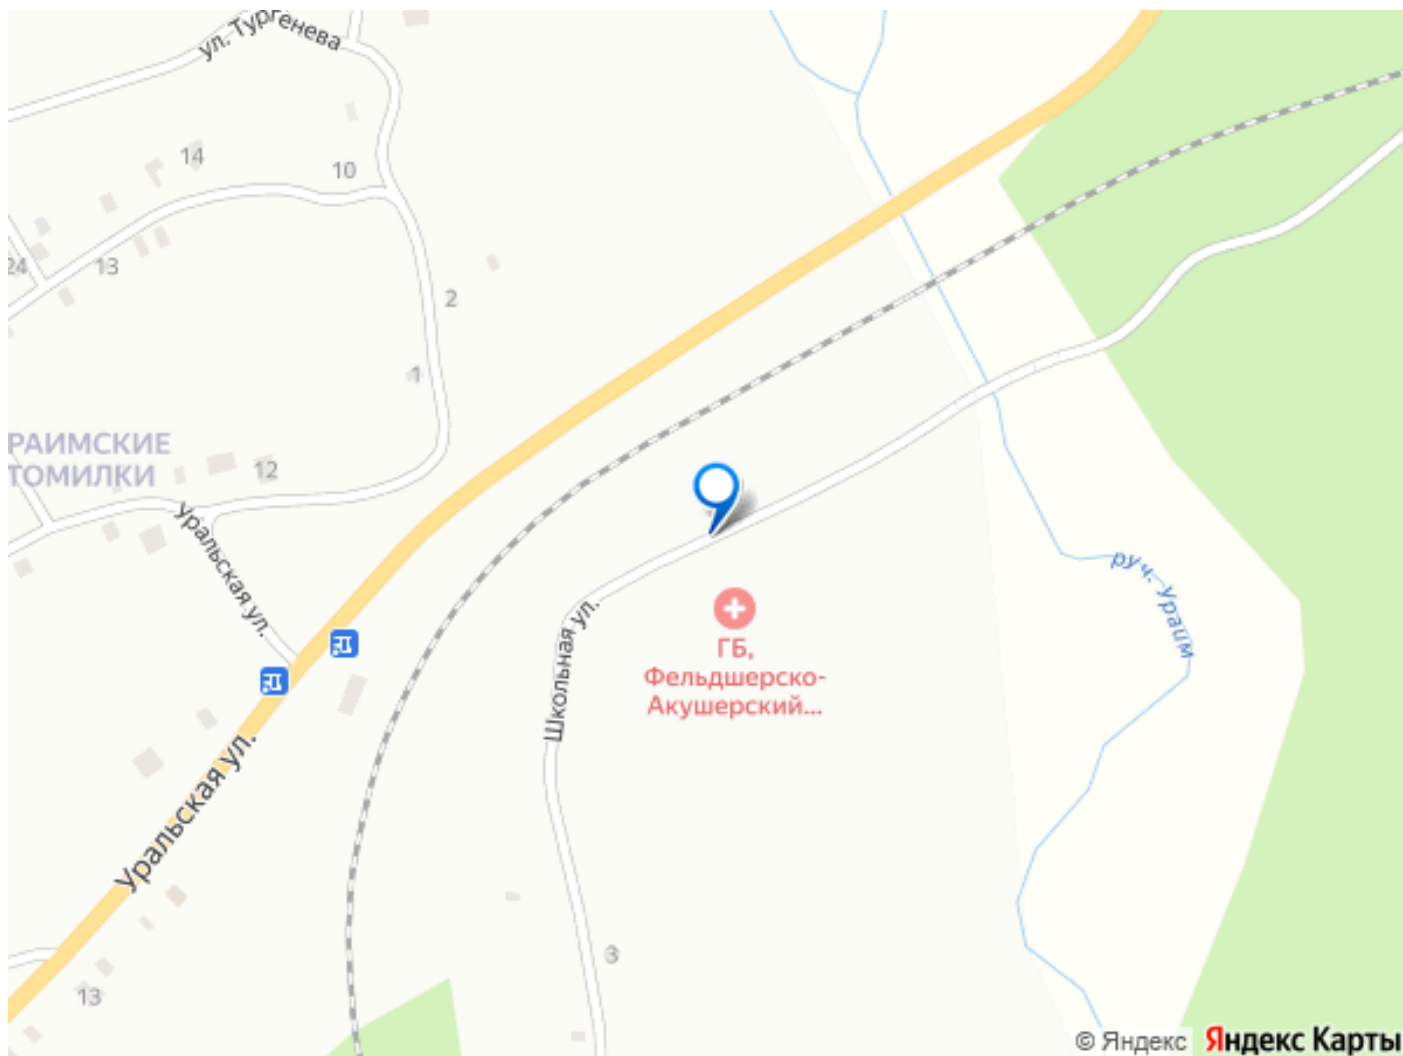 ул. Тургенева
14
10
24
13
2
1
РАИМСКИЕ
ТОМИЛКИ
12
Уральская ул.
руч. Ураим
ГБ,
Фельдшерско-
Акушерский...
Школьная ул.
Уральская ул.
3
13
© Яндекс Яндекс Карты